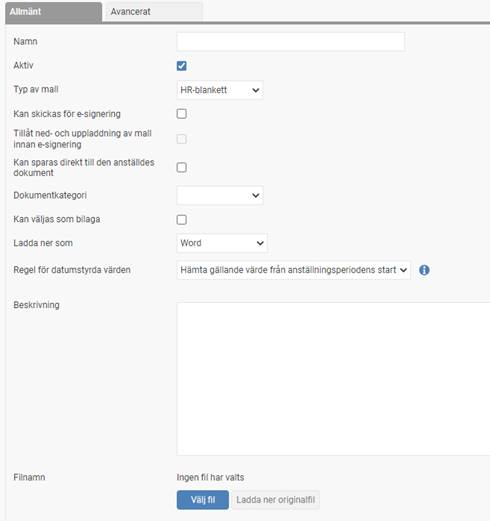 Allmänt
Avancerat
Namn
Aktiv
Typ av mall
HR-blankett
Kan skickas för e-signering
Tillåt ned- och uppladdning av mall
innan e-signering
Kan sparas direkt till den anställdes
dokument
Dokumentkategori
Kan väljas som bilaga
Ladda ner som
Word
Regel för datumstyrda värden
Hämta gällande värde från anställningsperiodens start
Beskrivning
Filnamn
Ingen fil har valts
Välj fil
Ladda ner originalfil